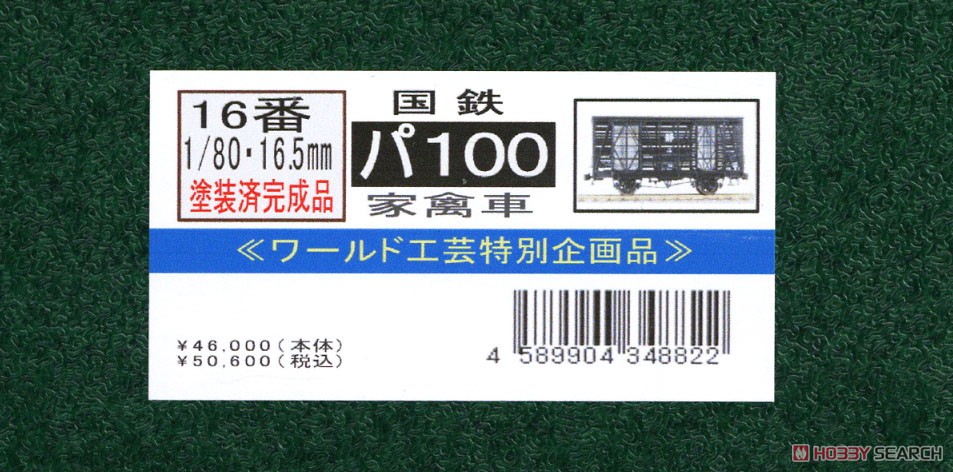 16番
1/80・16.5mm
塗装済完成品
国鉄
パ100
家禽車
≪ワールド工芸特別企画品≫
¥46,000(本体)
¥50,600(税込)
4 589904 348822
HOBBY SEARCH